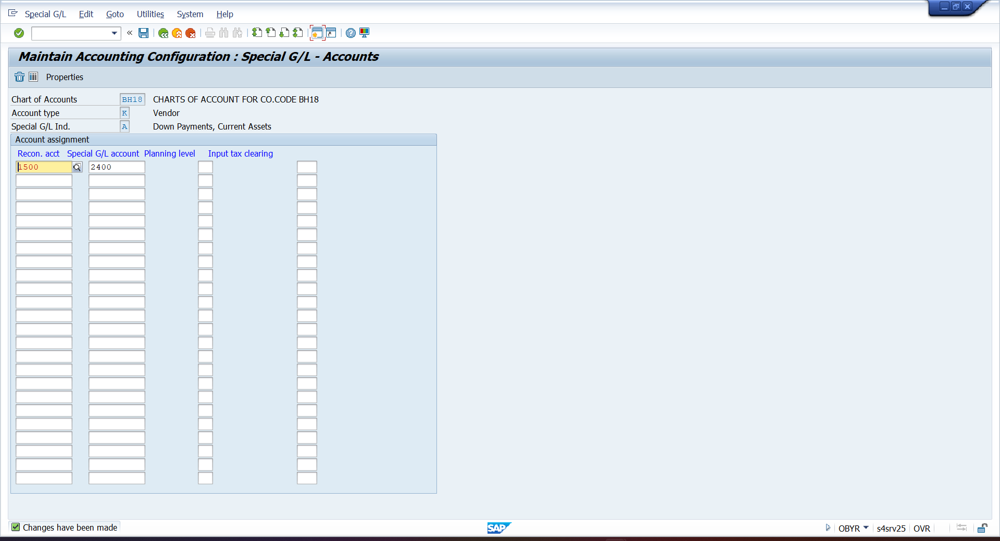 Special G/L Edit Goto Utilities System Help
Maintain Accounting Configuration : Special G/L - Accounts
Properties
Chart of Accounts BH18 CHARTS OF ACCOUNT FOR CO.CODE BH18
Account type K Vendor
Special G/L Ind. A Down Payments, Current Assets
Account assignment
Recon. acct Special G/L account Planning level Input tax clearing
1500 2400
Changes have been made SAP OBYR s4srv25 OVR